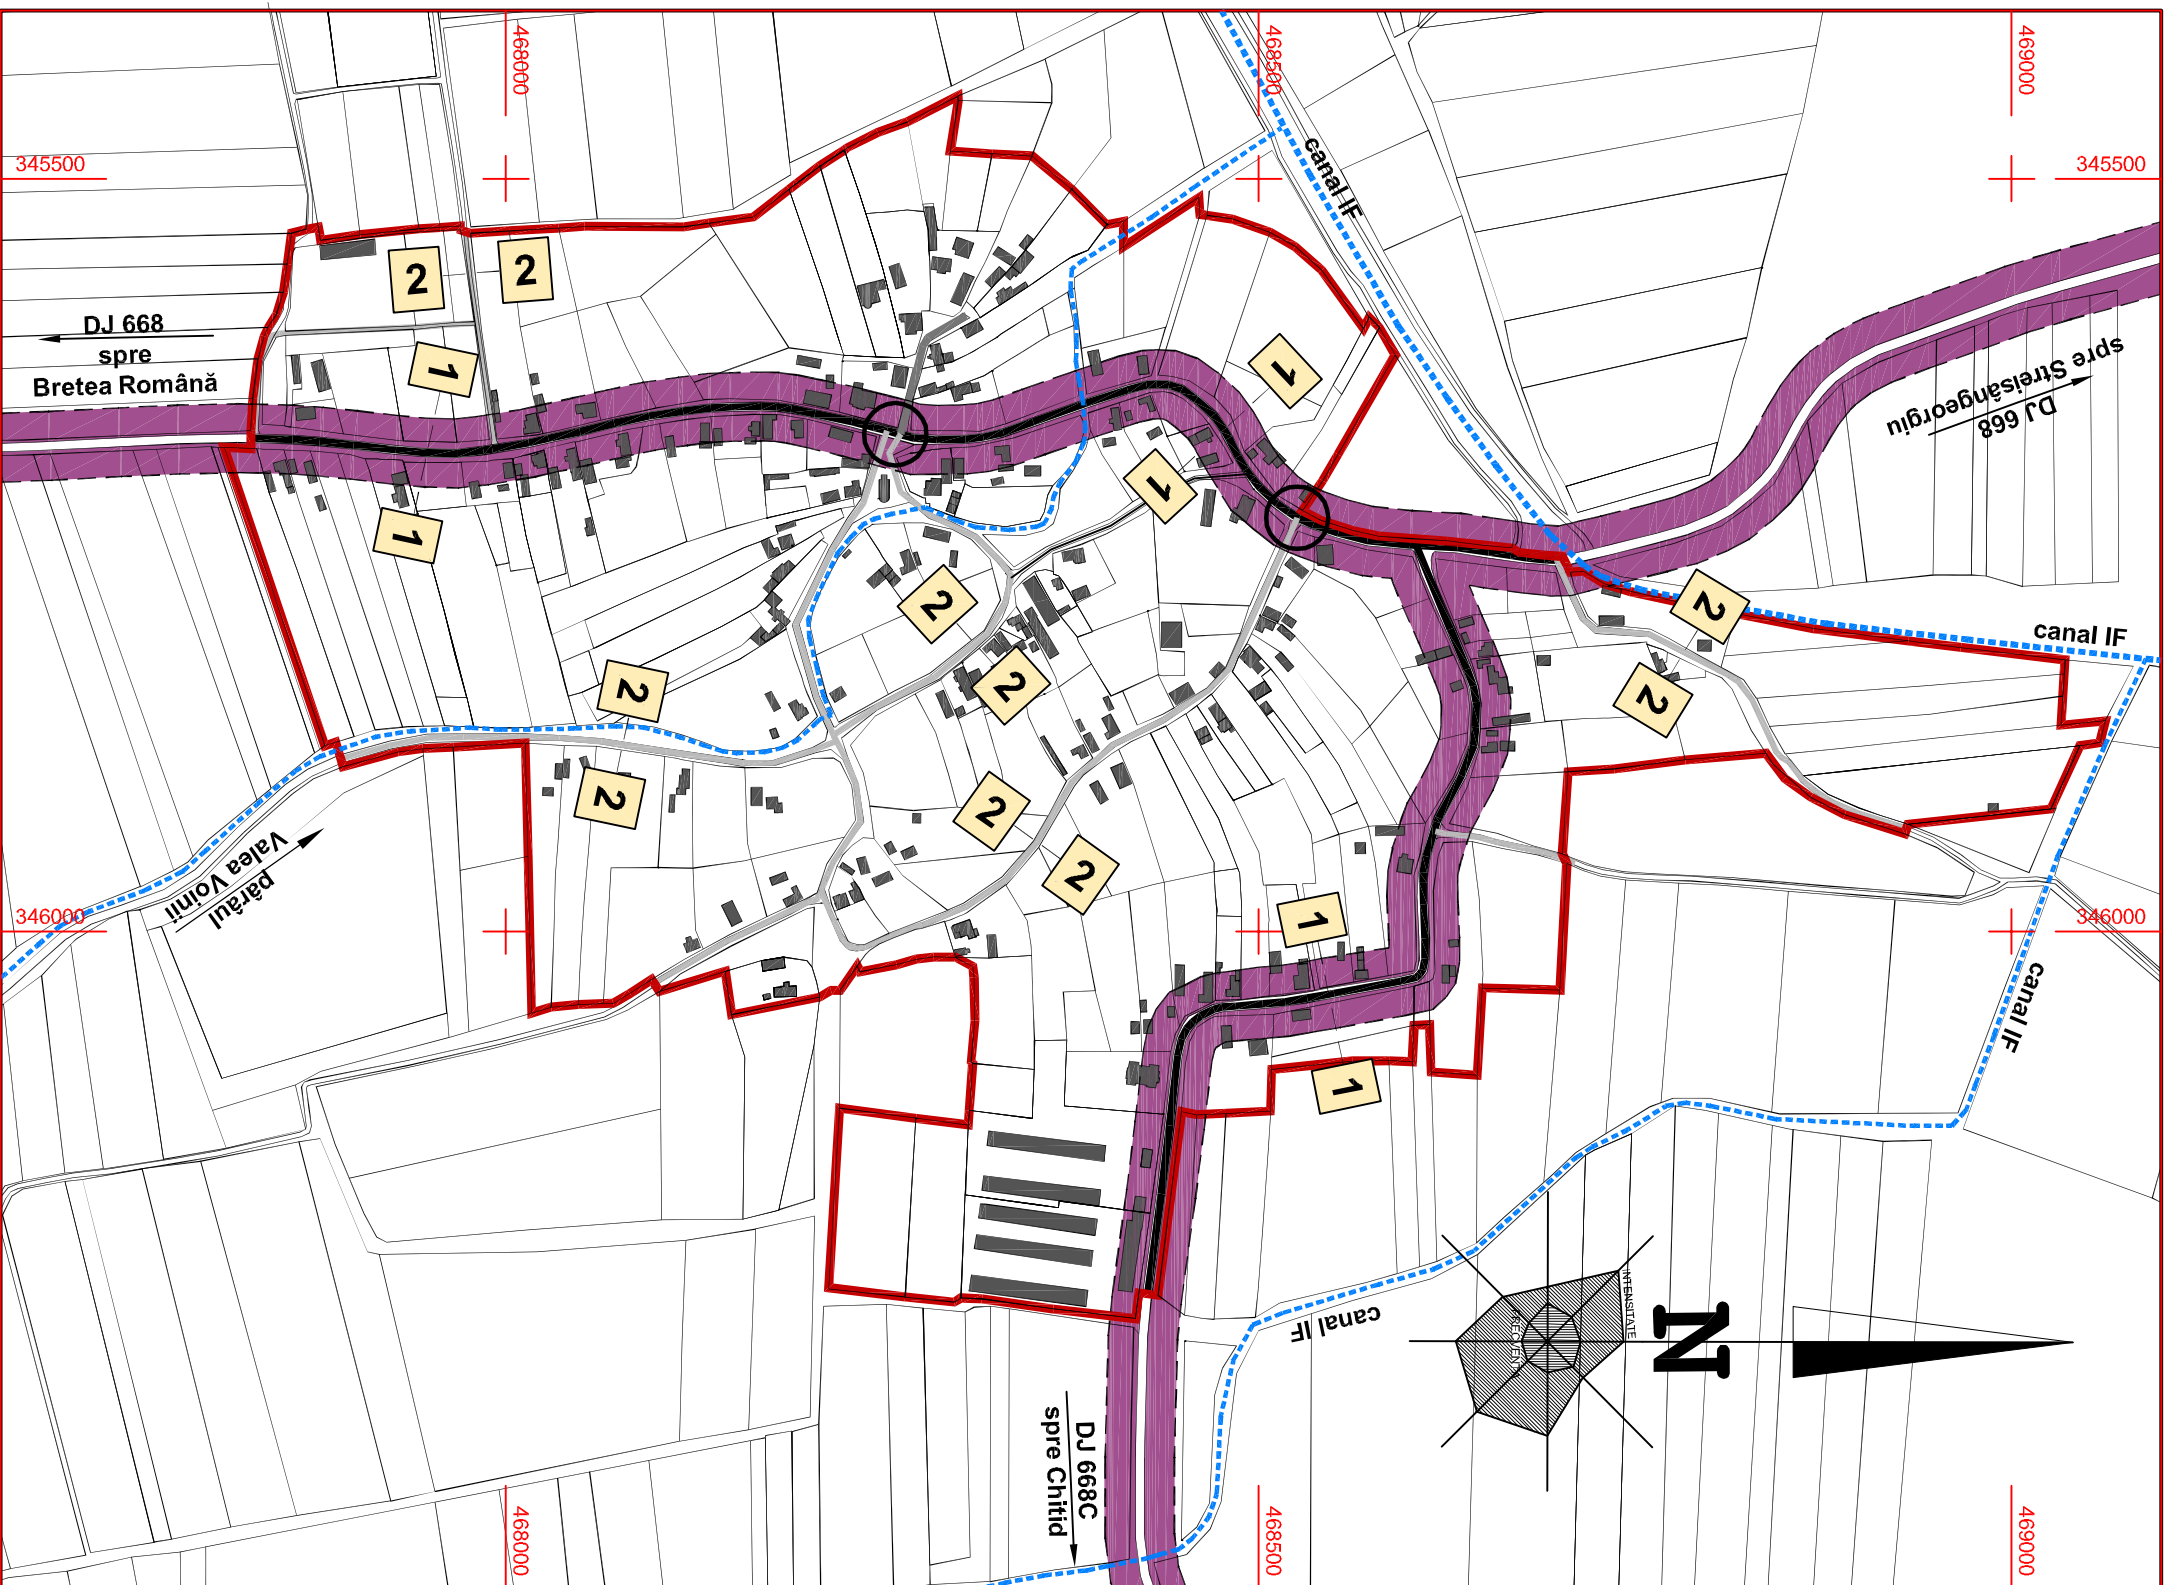 468000
468500
469000
345500
345500
canal IF
2
2
DJ 668
spre
Bretea Română
1
1
spre Streisângeorgiu
DJ 668
1
1
2
2
canal IF
2
2
2
2
2
2
pârâul
Valea Voinii
346000
346000
1
canal IF
1
canal IF
INTENSITATE
FRECVENTA
N
DJ 668C
spre Chitid
468000
468500
469000